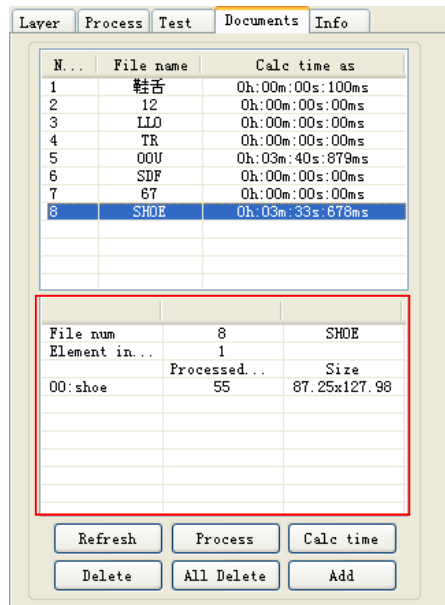 Layer Process Test Documents Info
N... File name Calc time as
1 鞋舌 0h:00m:00s:100ms
2 12 0h:00m:00s:00ms
3 LLO 0h:00m:00s:00ms
4 TR 0h:00m:00s:00ms
5 OOU 0h:03m:40s:879ms
6 SDF 0h:00m:00s:00ms
7 67 0h:00m:00s:00ms
8 SHOE 0h:03m:33s:678ms
File num 8 SHOE
Element in... 1
Processed... Size
00:shoe 55 87.25x127.98
Refresh Process Calc time
Delete All Delete Add